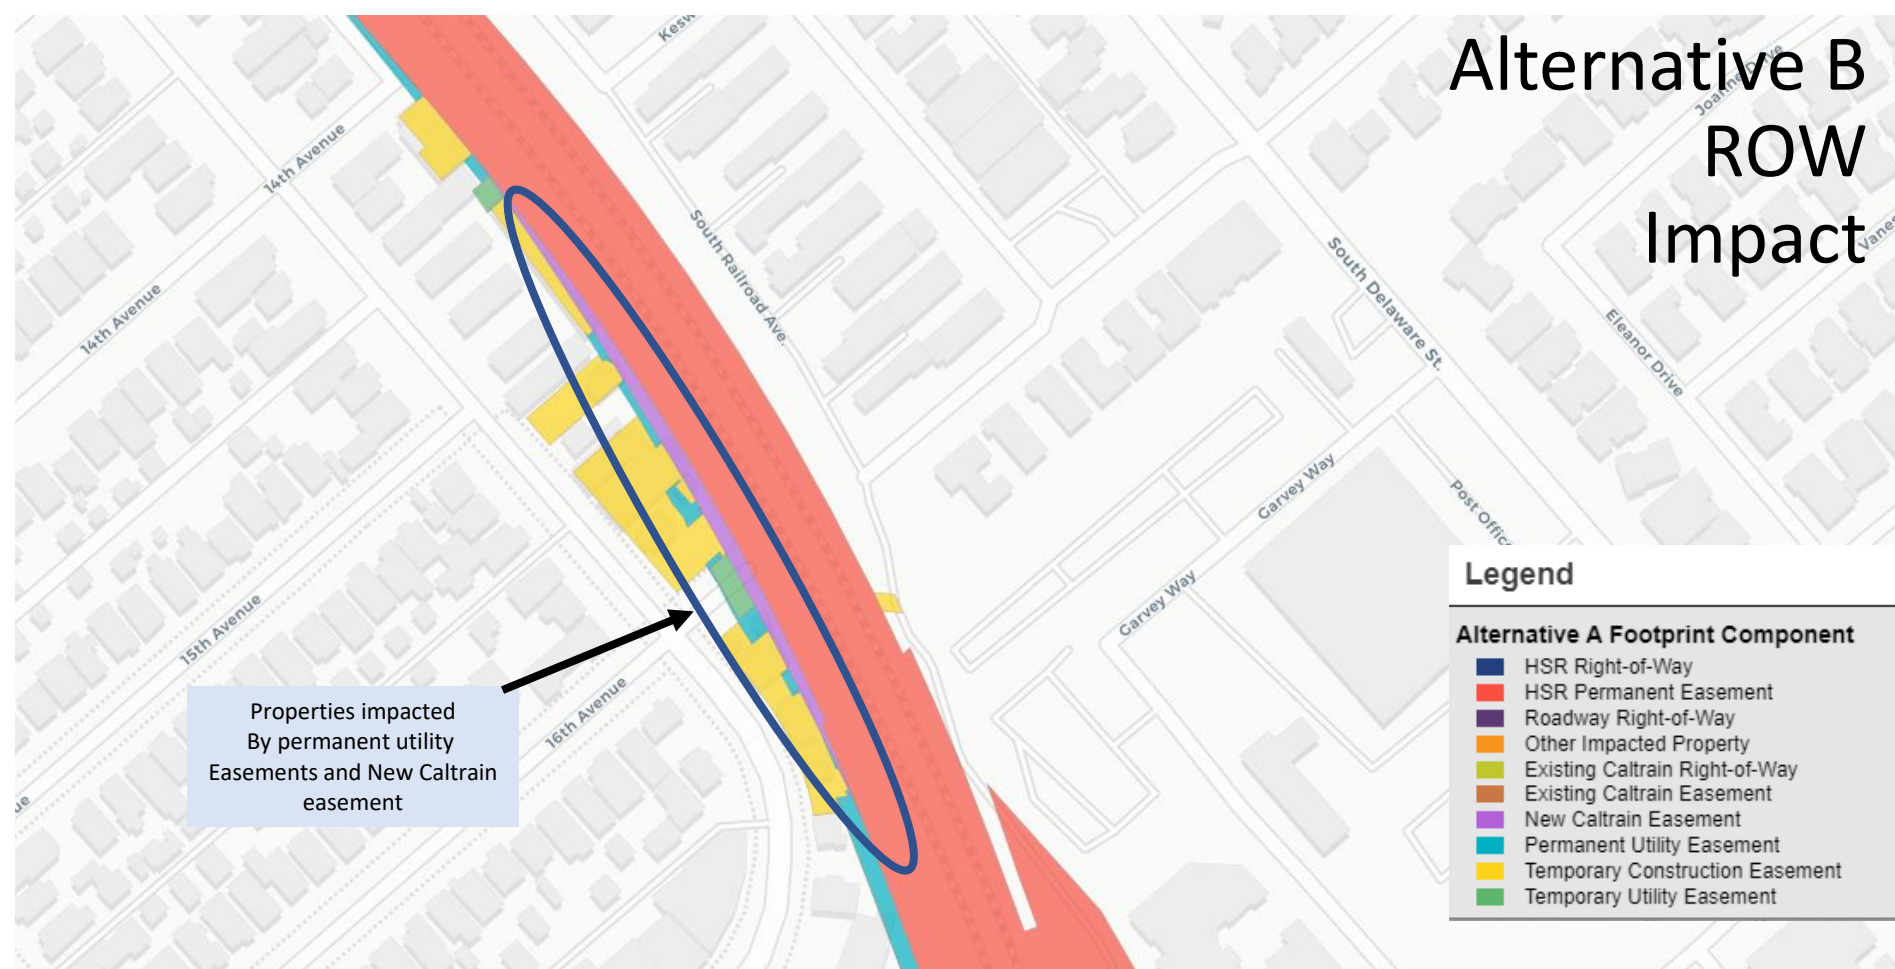 Alternative B
ROW
Impact
14th Avenue
14th Avenue
South Railroad Ave.
South Delaware St.
Eleanor Drive
Garvey Way
Garvey Way
Post Offic
15th Avenue
16th Avenue
Properties impacted
By permanent utility
Easements and New Caltrain
easement
Legend
Alternative A Footprint Component
HSR Right-of-Way
HSR Permanent Easement
Roadway Right-of-Way
Other Impacted Property
Existing Caltrain Right-of-Way
Existing Caltrain Easement
New Caltrain Easement
Permanent Utility Easement
Temporary Construction Easement
Temporary Utility Easement